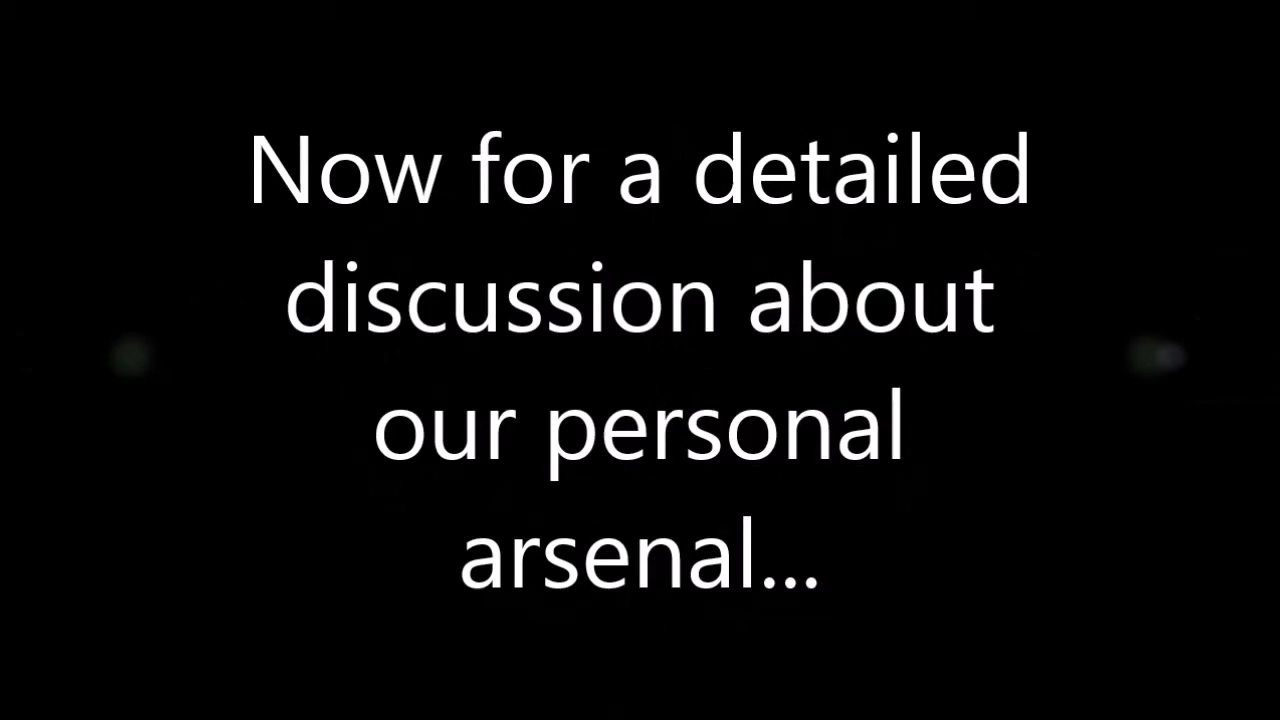 Now for a detailed
discussion about
our personal
arsenal...